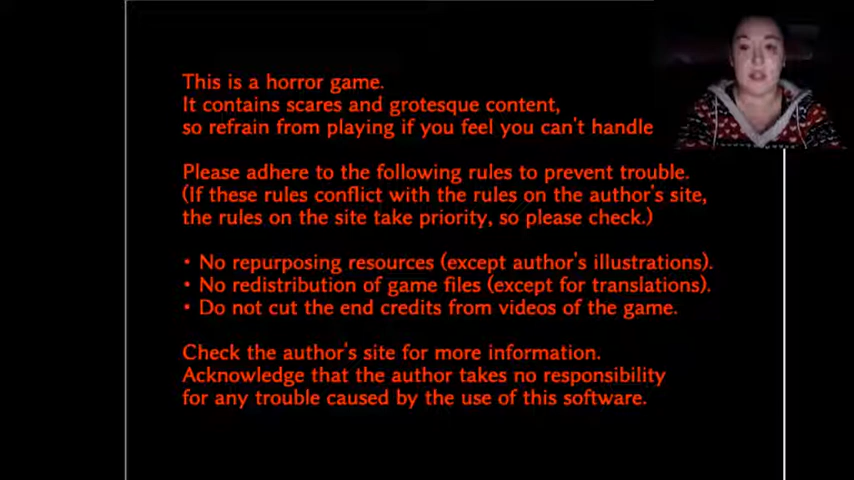 This is a horror game.
It contains scares and grotesque content,
so refrain from playing if you feel you can't handle
Please adhere to the following rules to prevent trouble.
(If these rules conflict with the rules on the author's site,
the rules on the site take priority, so please check.)
・No repurposing resources (except author's illustrations).
・No redistribution of game files (except for translations).
・Do not cut the end credits from videos of the game.
Check the author's site for more information.
Acknowledge that the author takes no responsibility
for any trouble caused by the use of this software.